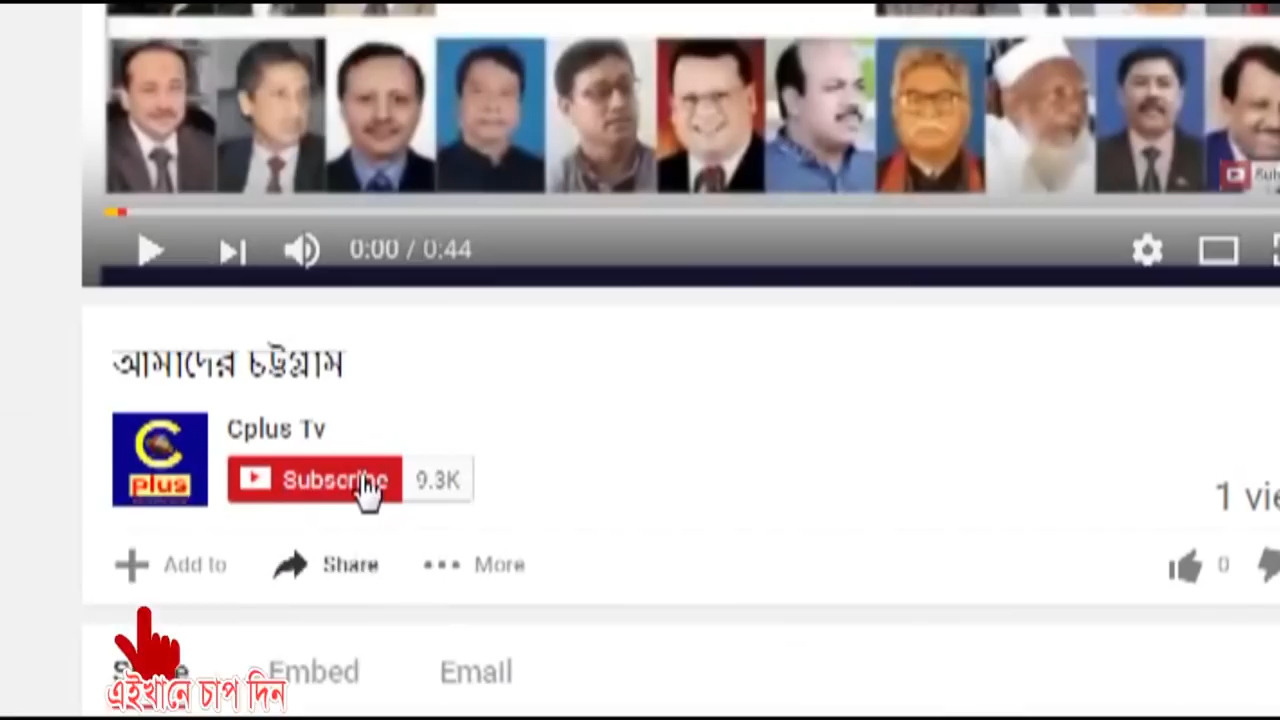 0:00 / 0:44
আমাদের চট্টগ্রাম
C
plus
Cplus Tv
Subscribe 9.3K
1
Add to Share More 0
Embed Email
এইখানে চাপ দিন